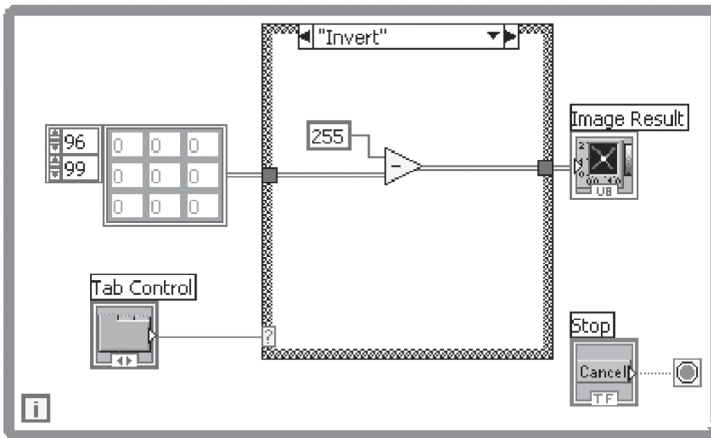 "Invert"
255
96
99
0 0 0
0 0 0
0 0 0
Image Result
2
U8
Tab Control
?
Stop
Cancel
TF
i